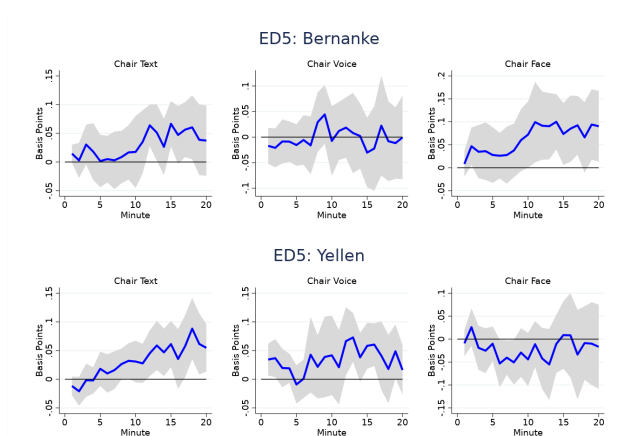 ED5: Bernanke
Chair Text Chair Voice Chair Face
Basis Points Basis Points Basis Points
.15 .1 .05 0 -.05
.1 .05 0 -.05 -.1
.2 .15 .1 .05 0 -.05
0 5 10 15 20 0 5 10 15 20 0 5 10 15 20
Minute Minute Minute
ED5: Yellen
Chair Text Chair Voice Chair Face
Basis Points Basis Points Basis Points
.15 .1 .05 0 -.05
.15 .1 .05 0 -.05
.1 .05 0 -.05 -.1 -.15
0 5 10 15 20 0 5 10 15 20 0 5 10 15 20
Minute Minute Minute